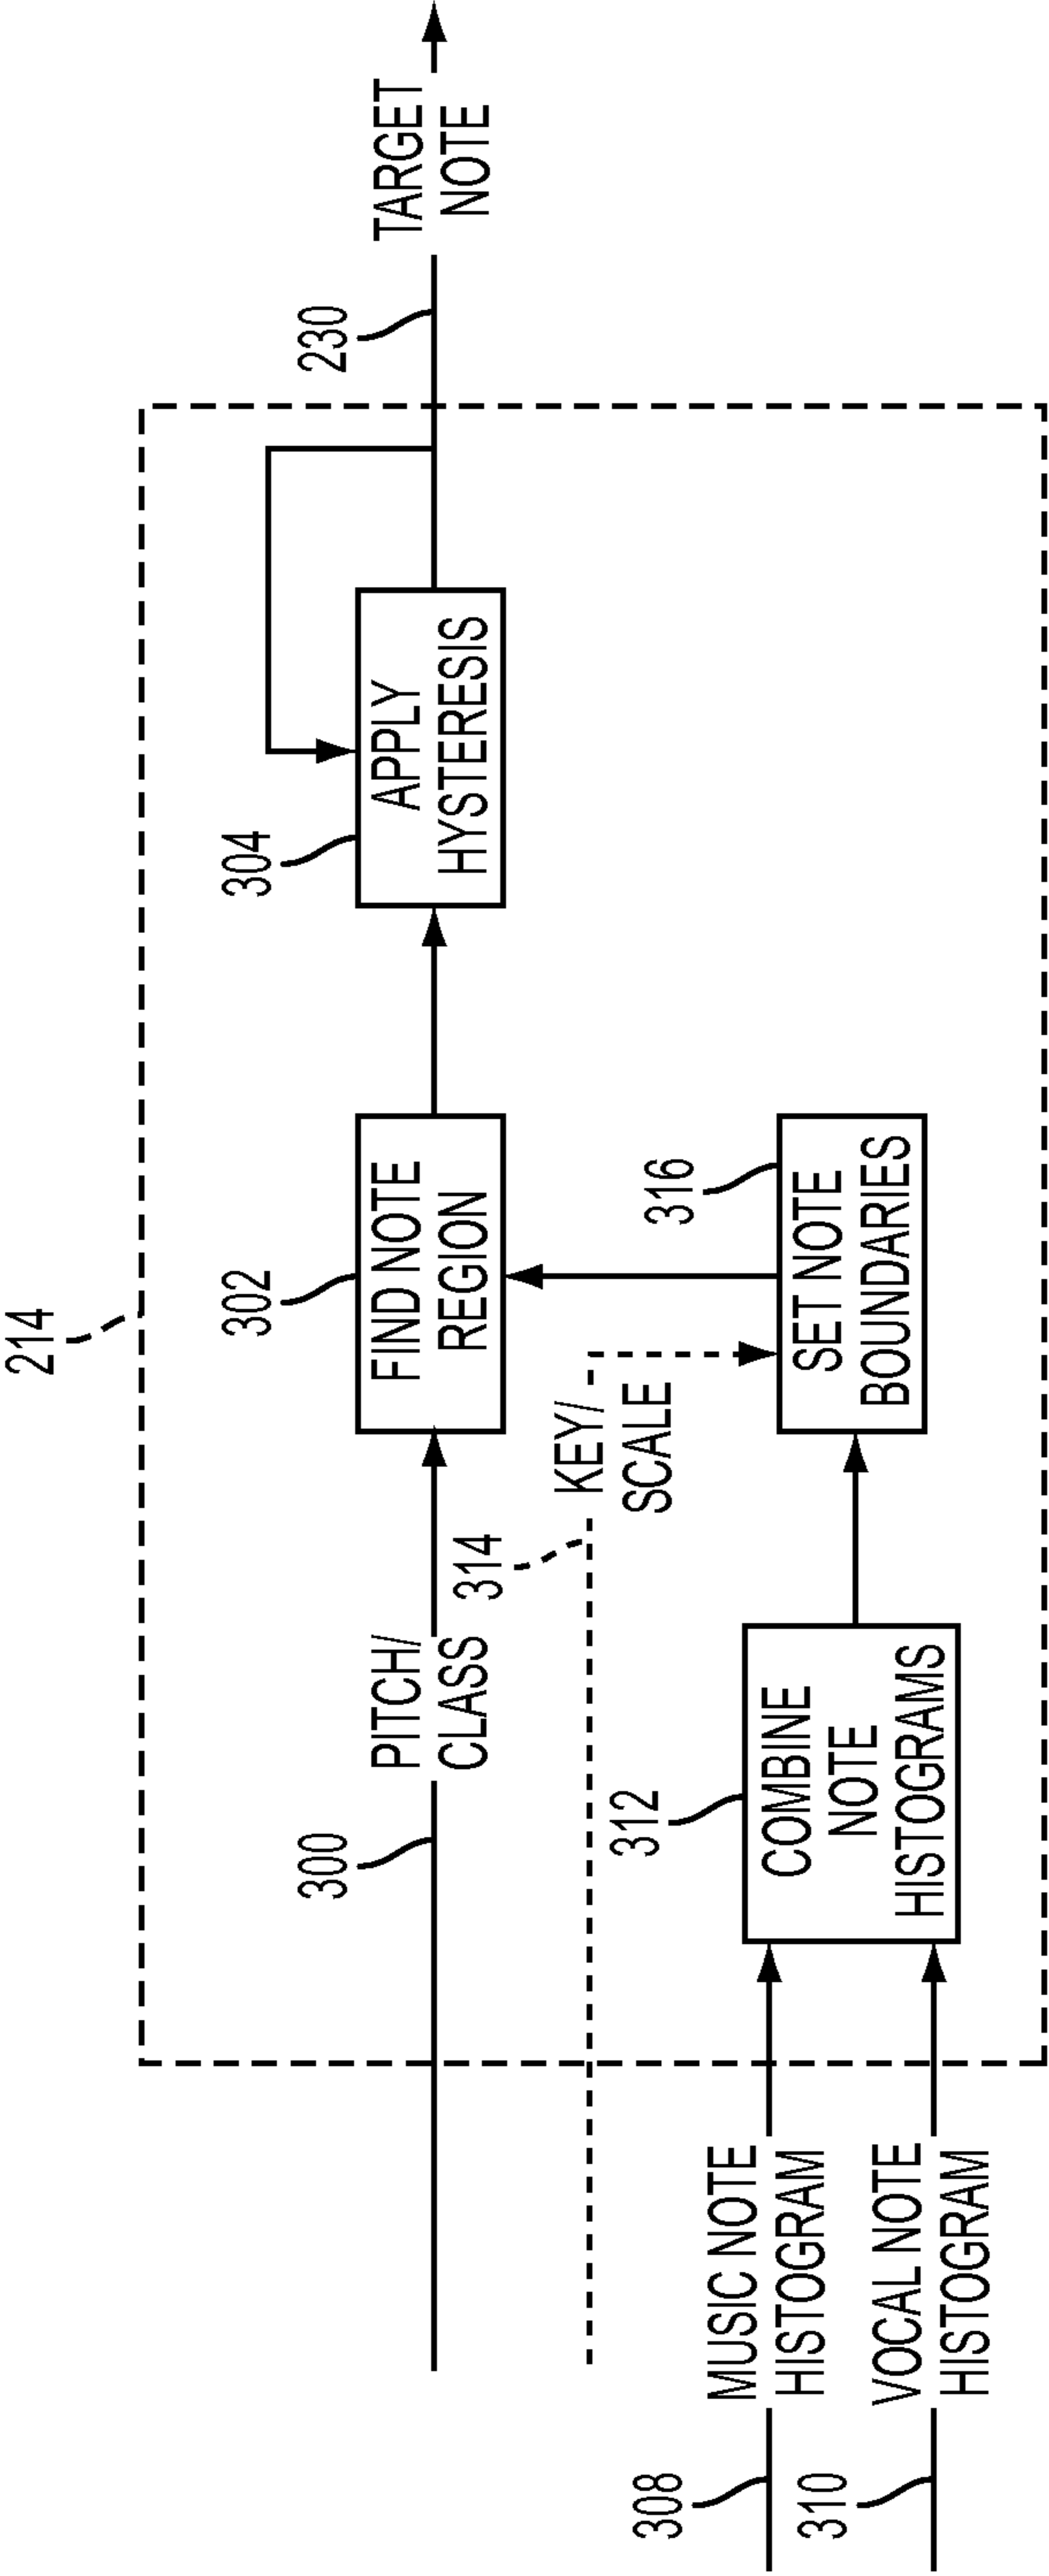 214
300
PITCH/
CLASS
302
FIND NOTE
REGION
304
APPLY
HYSTERESIS
230
TARGET
NOTE
314
KEY/
SCALE
308
MUSIC NOTE
HISTOGRAM
310
VOCAL NOTE
HISTOGRAM
312
COMBINE
NOTE
HISTOGRAMS
316
SET NOTE
BOUNDARIES